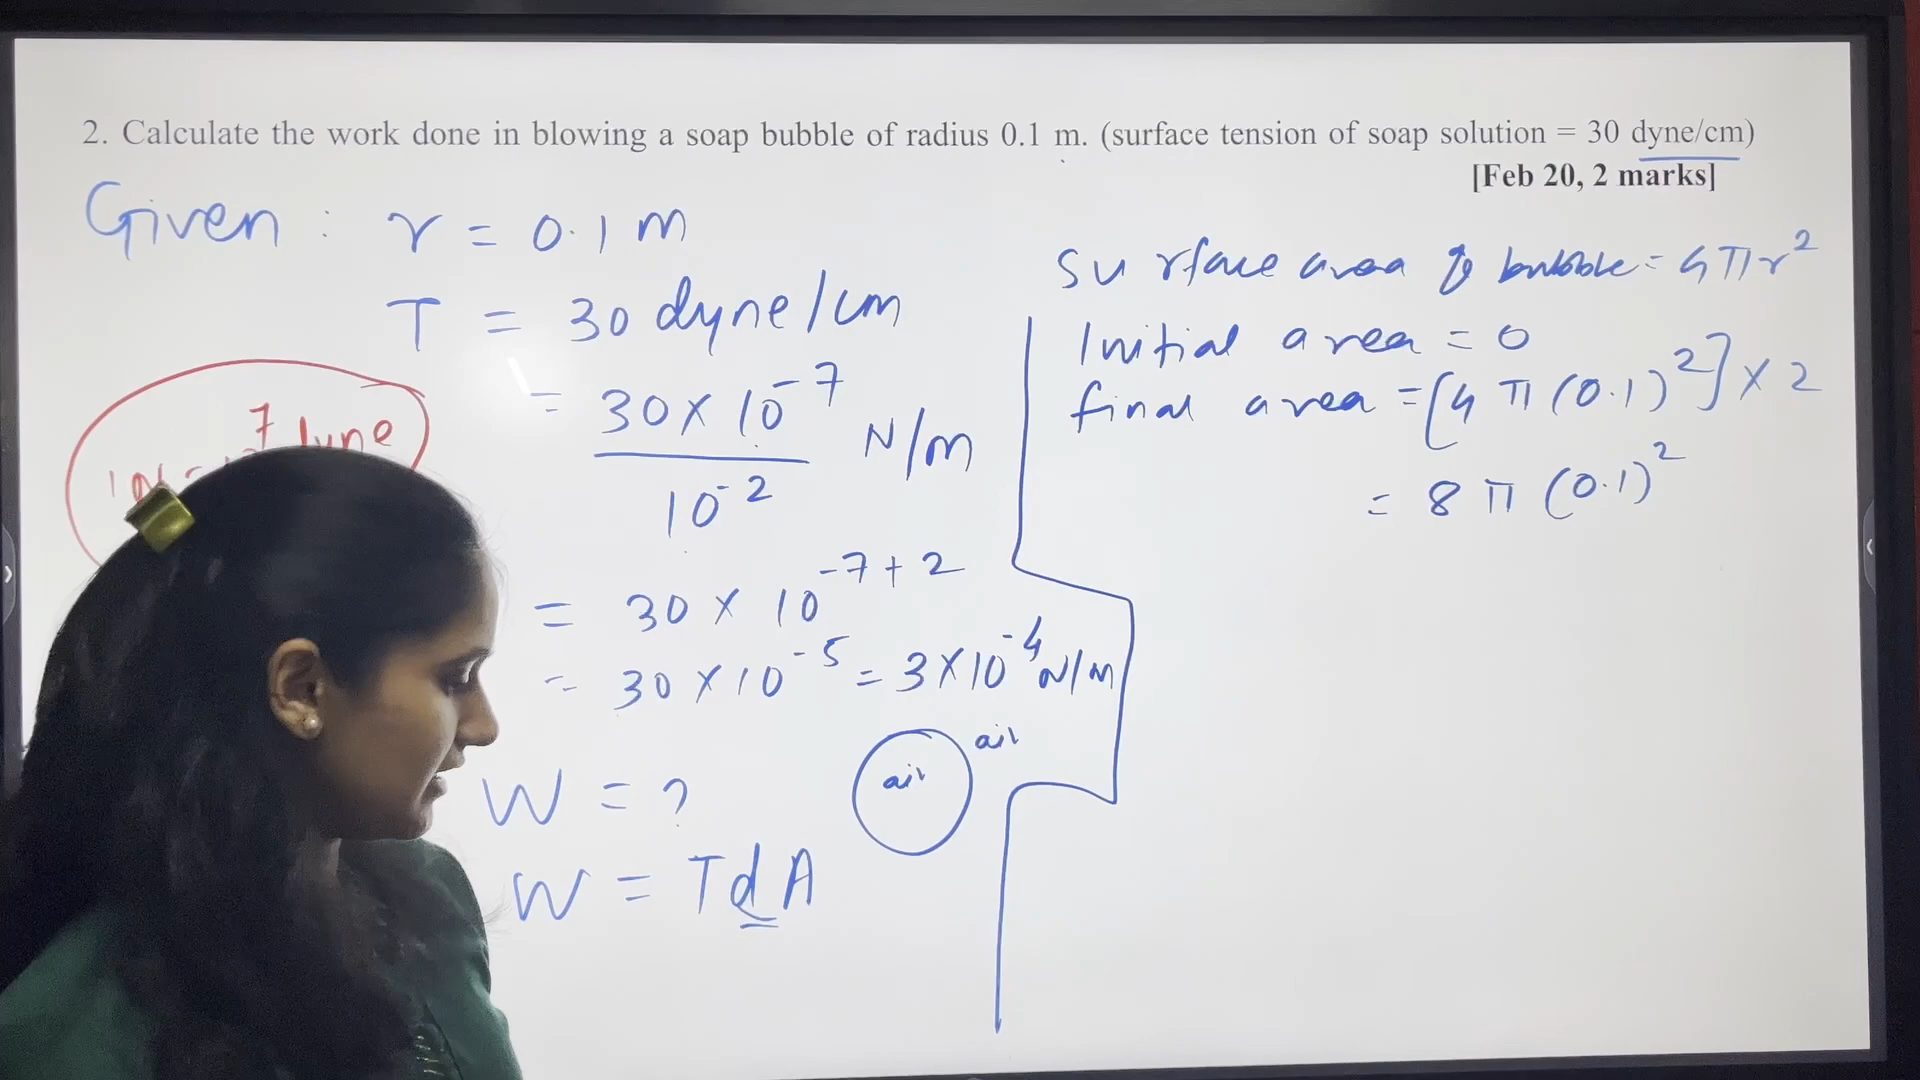 2. Calculate the work done in blowing a soap bubble of radius 0.1 m. (surface tension of soap solution = 30 dyne/cm)
[Feb 20, 2 marks]
Given : r = 0.1 m
T = 30 dyne/cm
= 30 × 10⁻⁷ / 10⁻² N/m
= 30 × 10⁻⁷⁺²
= 30 × 10⁻⁵ = 3 × 10⁻⁴ N/m
air
air
W = ?
W = TdA
7 dyne
surface area of bubble = 4πr²
Initial area = 0
final area = [4π(0.1)²] × 2
= 8π(0.1)²